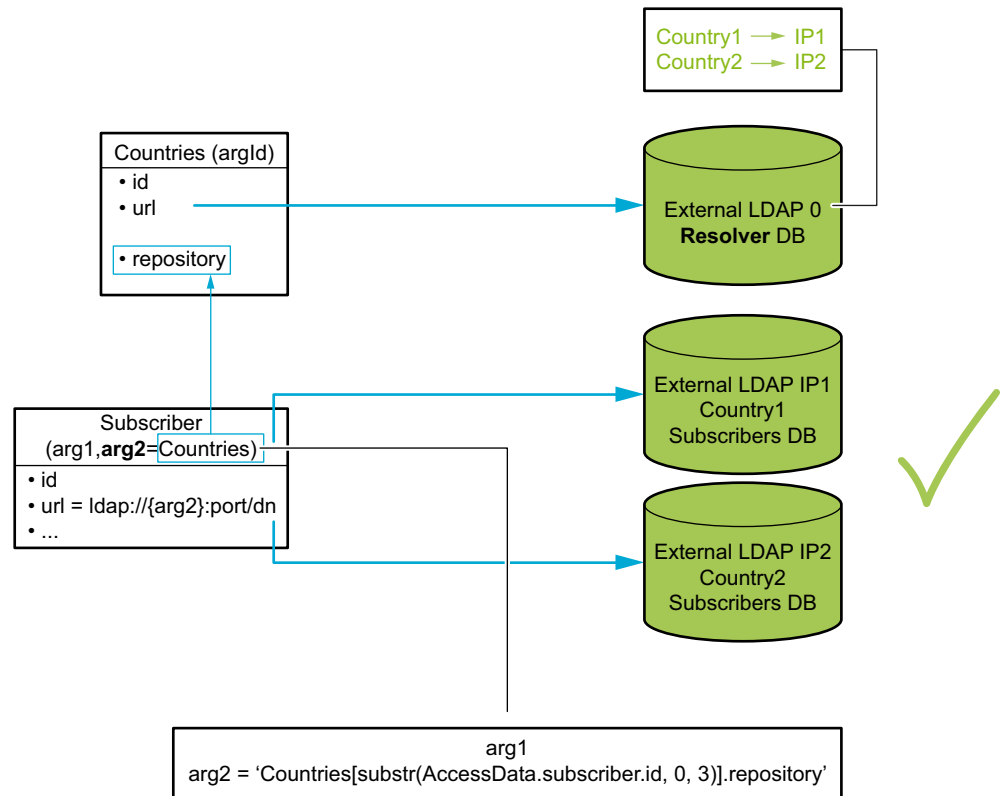 Country1 → IP1
Country2 → IP2
Countries (argId)
• id
• url
• repository
External LDAP 0
Resolver DB
External LDAP IP1
Country1
Subscribers DB
Subscriber
(arg1,arg2=Countries)
• id
• url = ldap://{arg2}:port/dn
• ...
External LDAP IP2
Country2
Subscribers DB
arg1
arg2 = ‘Countries[substr(AccessData.subscriber.id, 0, 3)].repository’